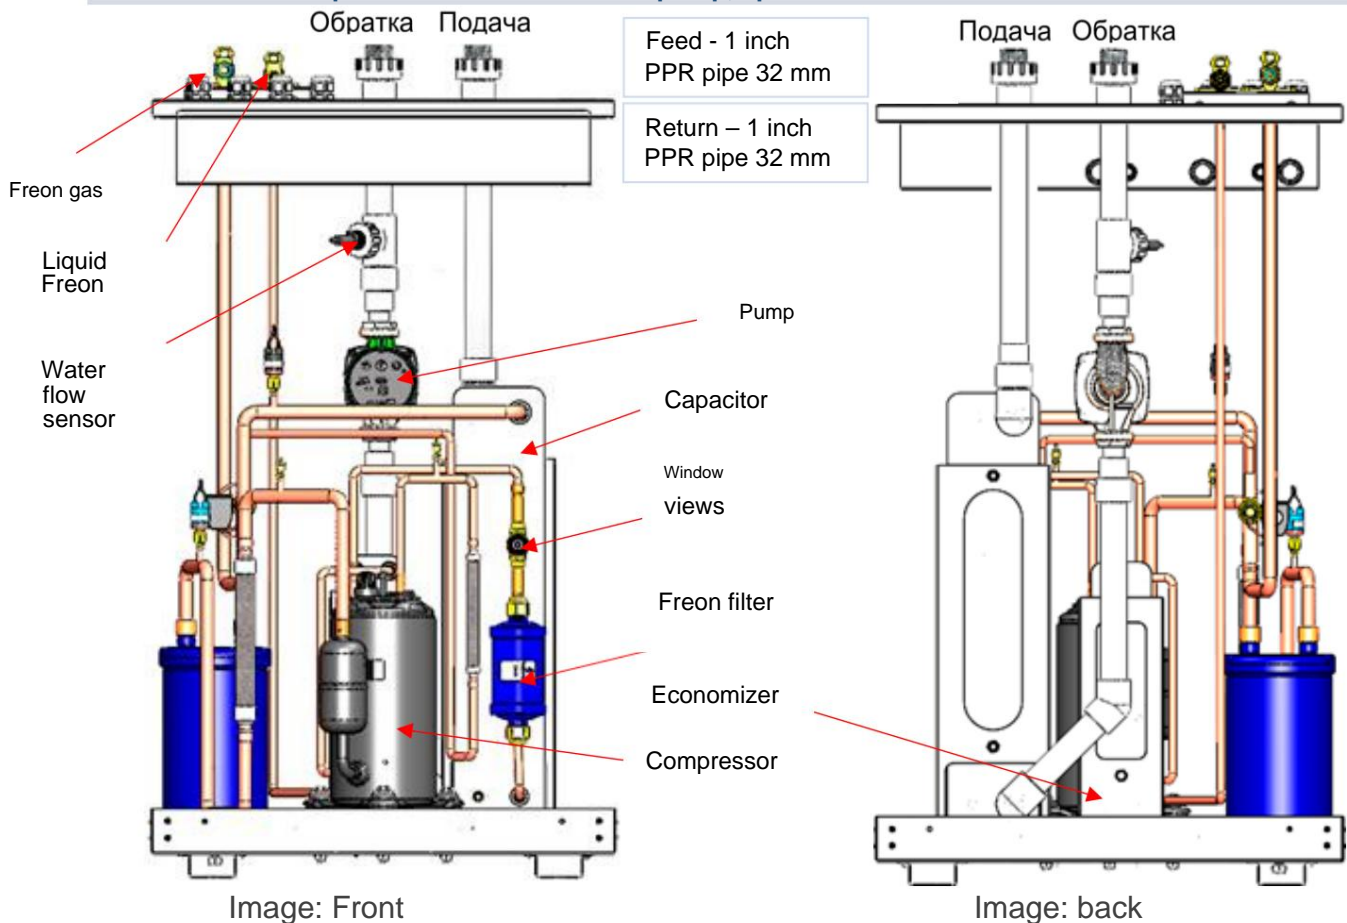 Обратка Подача
Feed - 1 inch
PPR pipe 32 mm
Return – 1 inch
PPR pipe 32 mm
Подача Обратка
Freon gas
Liquid
Freon
Water
flow
sensor
Pump
Capacitor
Window
views
Freon filter
Economizer
Compressor
Image: Front
Image: back